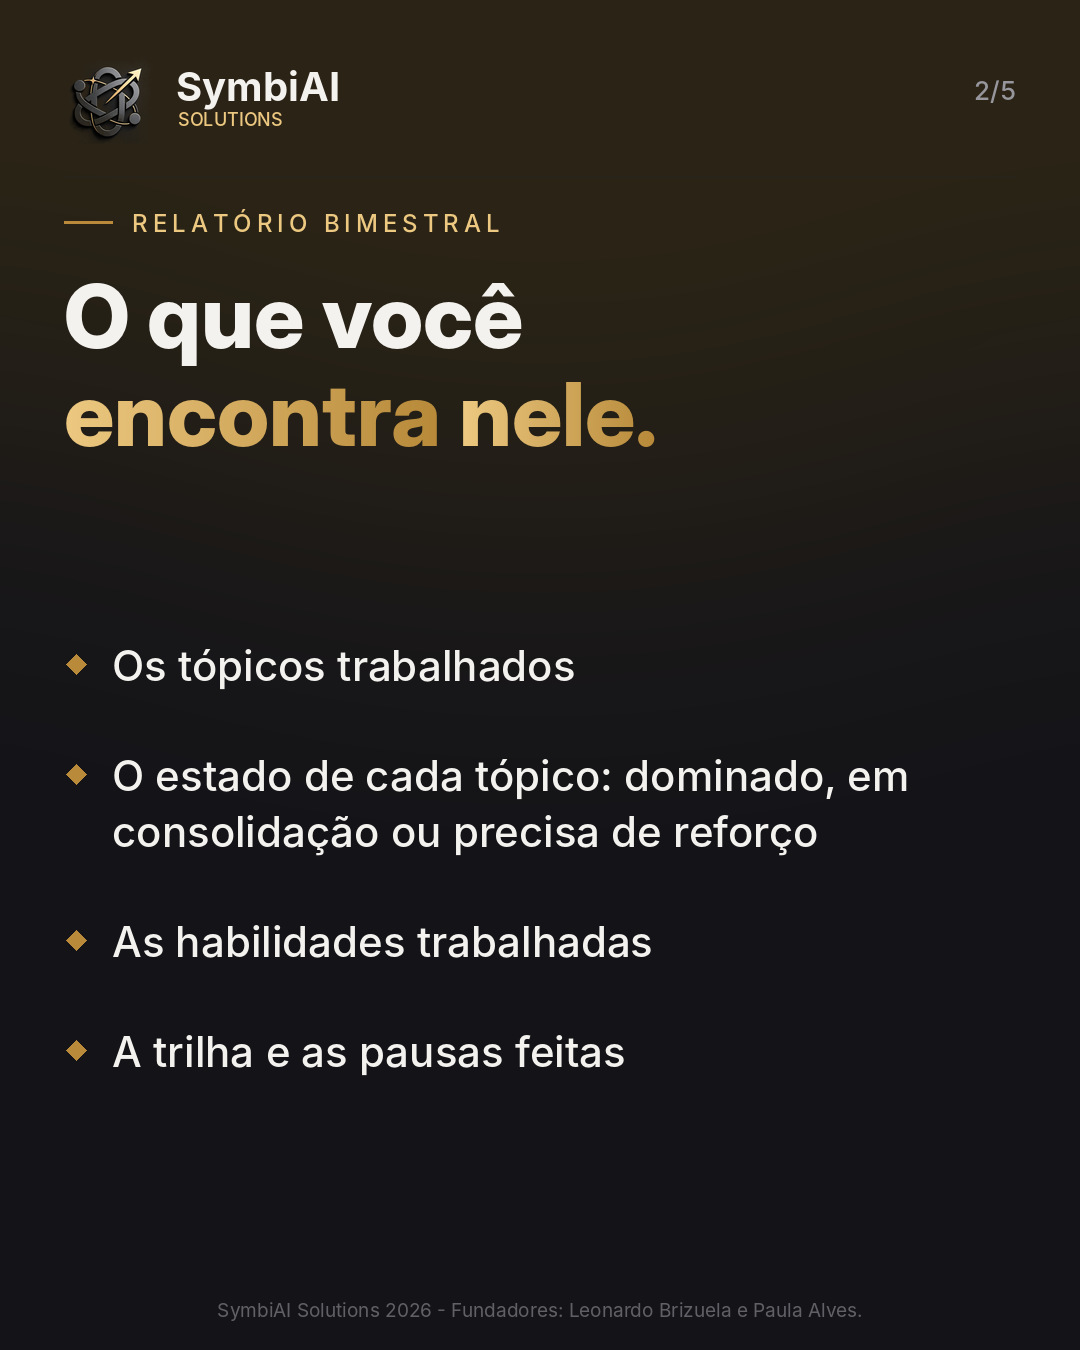 SymbiAI
SOLUTIONS
2/5
RELATÓRIO BIMESTRAL
O que você
encontra nele.
Os tópicos trabalhados
O estado de cada tópico: dominado, em
consolidação ou precisa de reforço
As habilidades trabalhadas
A trilha e as pausas feitas
SymbiAI Solutions 2026 - Fundadores: Leonardo Brizuela e Paula Alves.